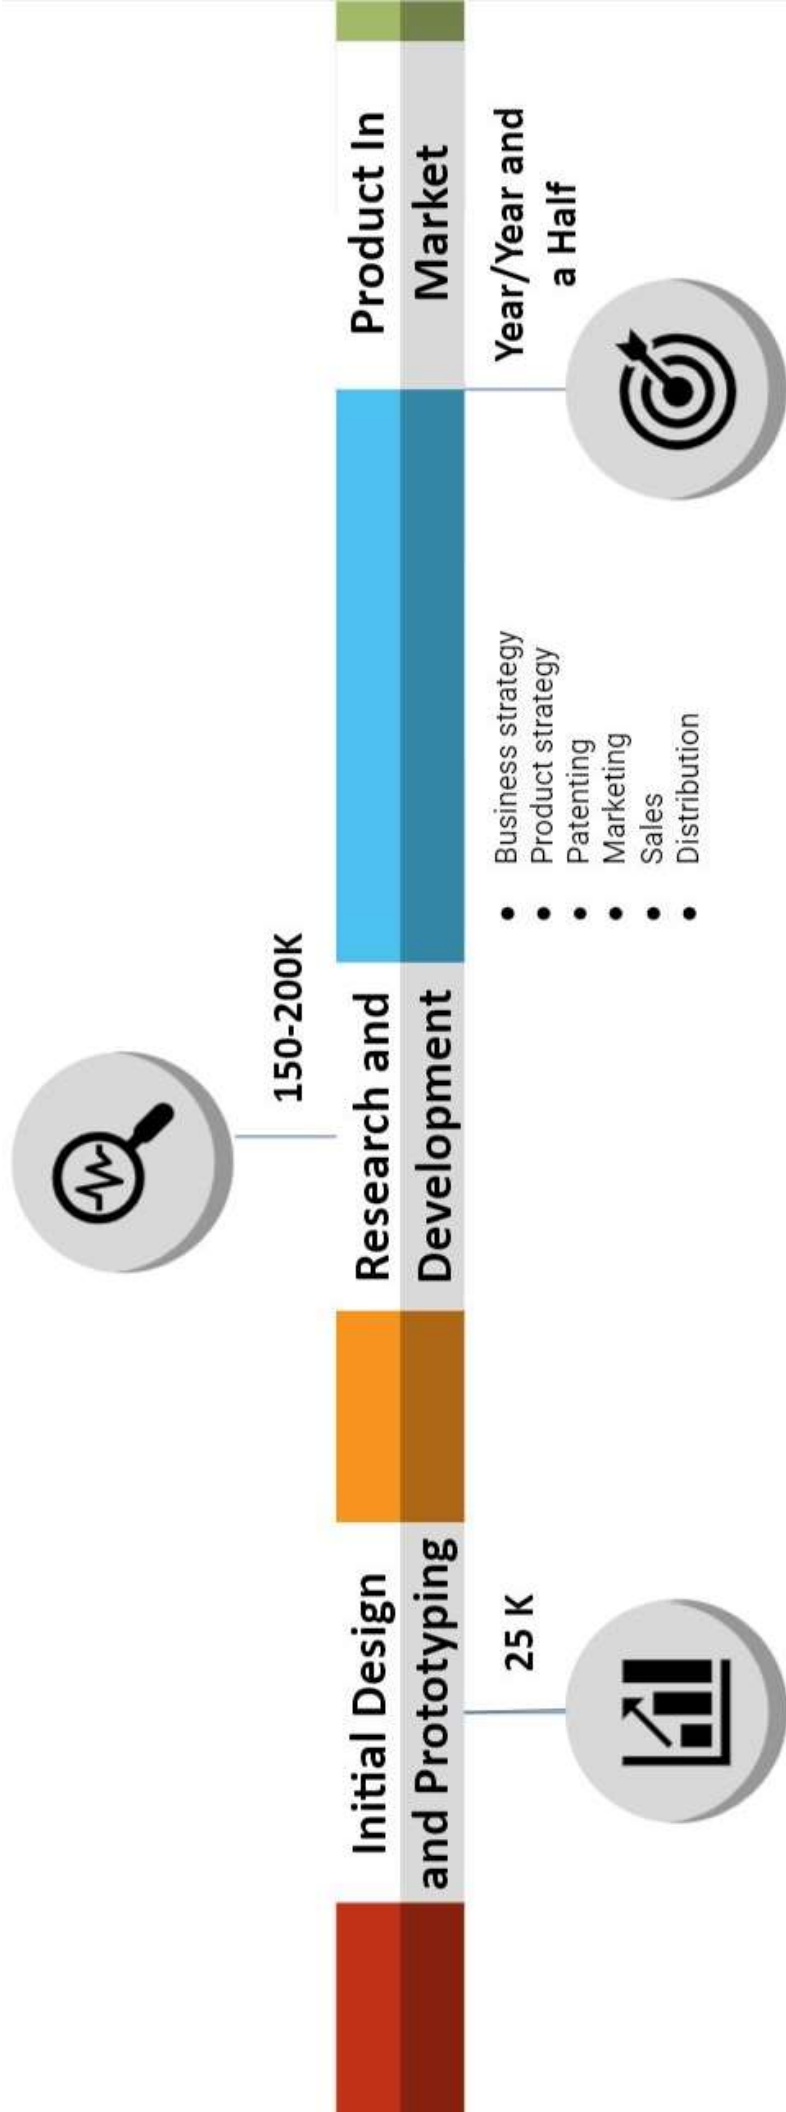 Initial Design
and Prototyping
25 K
150-200K
Research and
Development
• Business strategy
• Product strategy
• Patenting
• Marketing
• Sales
• Distribution
Product In
Market
Year/Year and
a Half